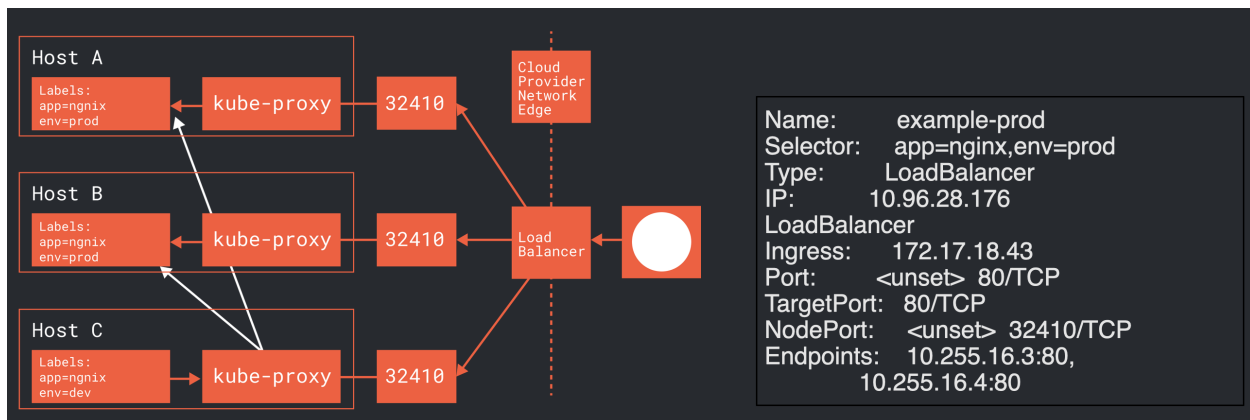 Host A
Labels:
app=ngnix
env=prod
kube-proxy
32410
Cloud
Provider
Network
Edge
Host B
Labels:
app=ngnix
env=prod
kube-proxy
32410
Load
Balancer
Host C
Labels:
app=ngnix
env=dev
kube-proxy
32410
Name: example-prod
Selector: app=nginx,env=prod
Type: LoadBalancer
IP: 10.96.28.176
LoadBalancer
Ingress: 172.17.18.43
Port: <unset> 80/TCP
TargetPort: 80/TCP
NodePort: <unset> 32410/TCP
Endpoints: 10.255.16.3:80,
10.255.16.4:80